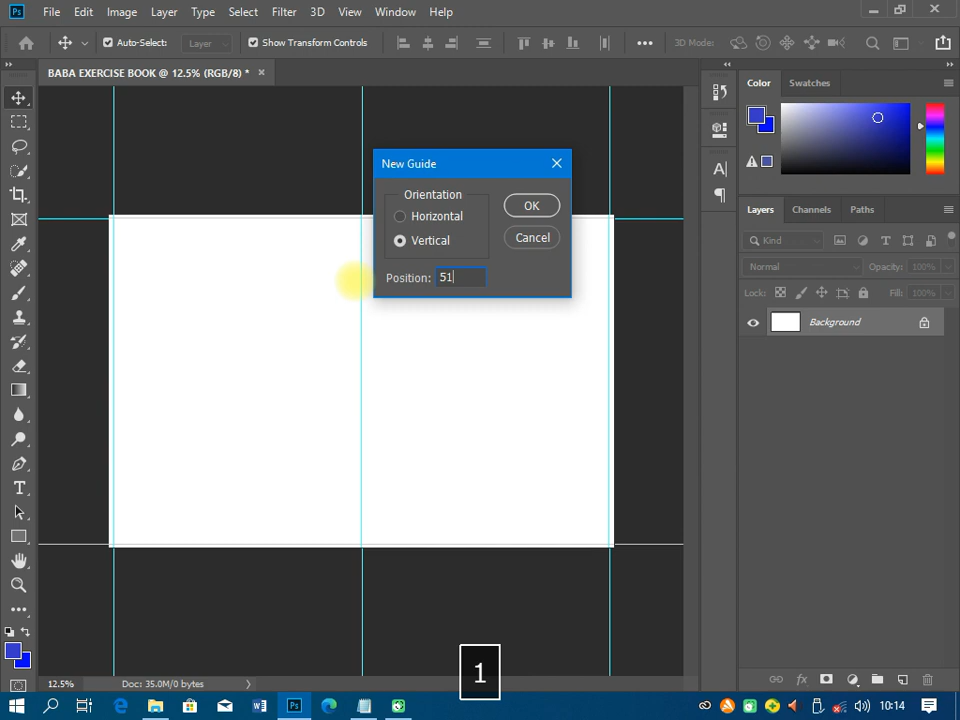 Ps File Edit Image Layer Type Select Filter 3D View Window Help
Auto-Select: Layer Show Transform Controls 3D Mode:
BABA EXERCISE BOOK @ 12.5% (RGB/8) *
Color Swatches
New Guide
Orientation
Horizontal
Vertical
OK
Cancel
Position: 51
Layers Channels Paths
Kind
Normal Opacity: 100%
Lock: Fill: 100%
Background
1
12.5% Doc: 35.0M/0 bytes
10:14